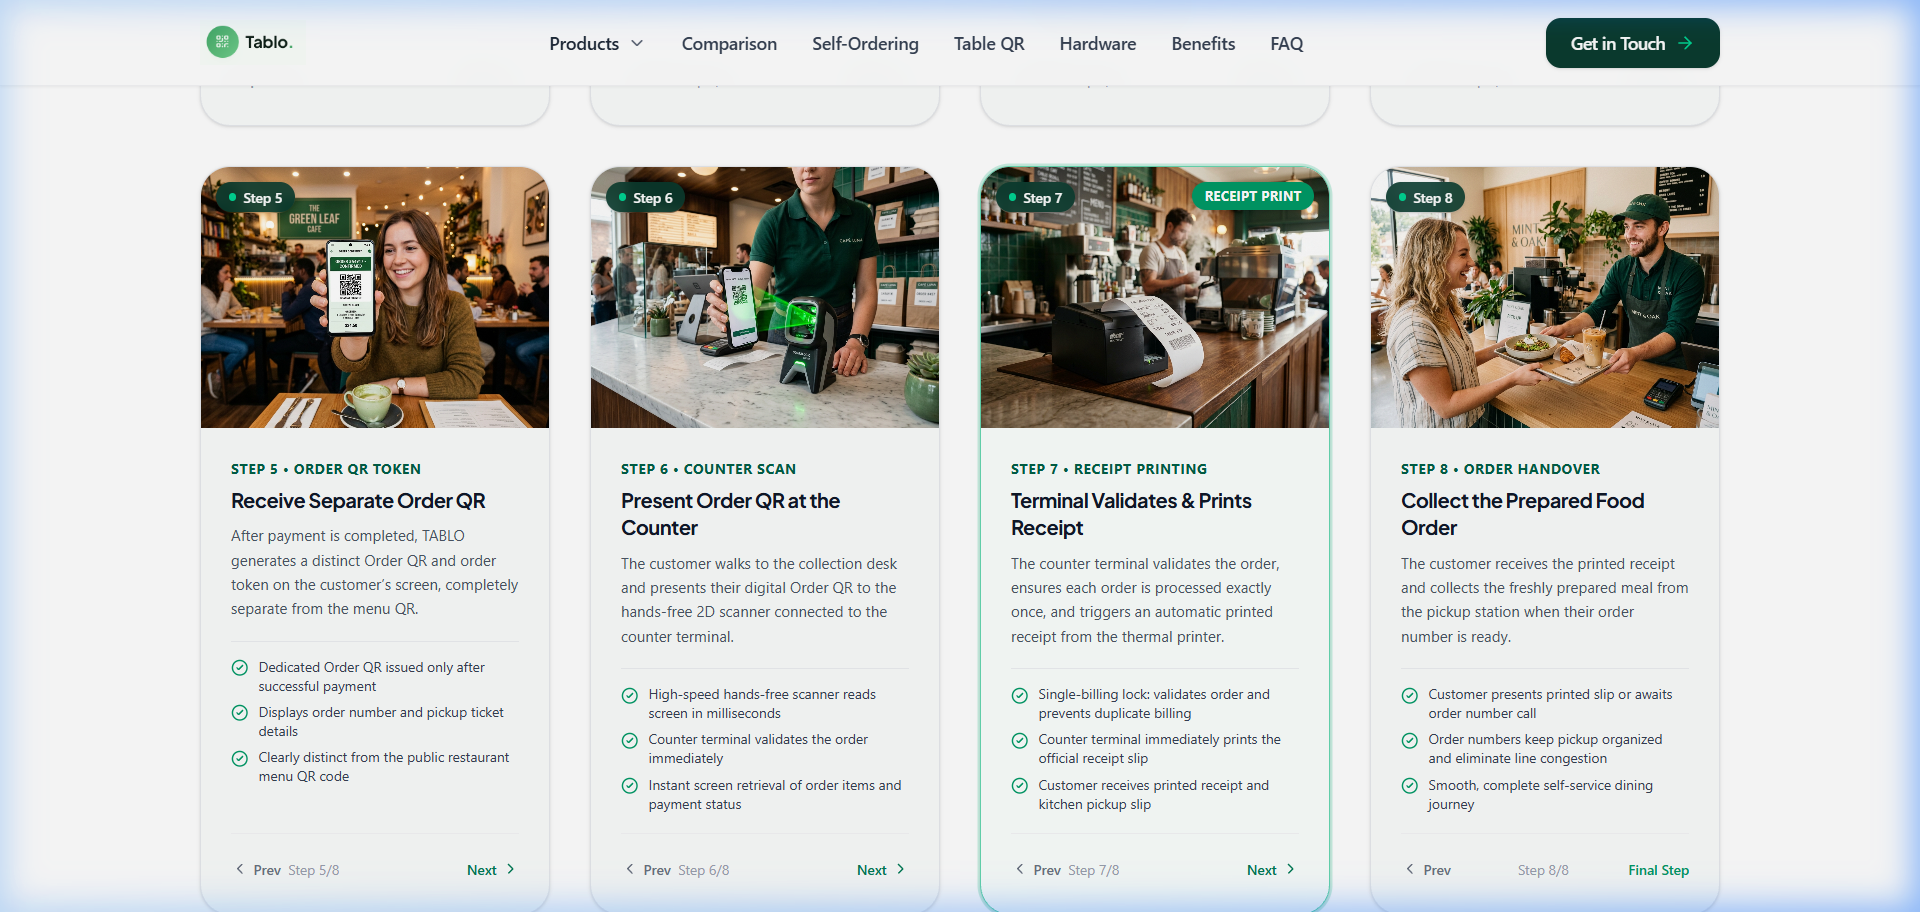 Tablo.
Products
Comparison
Self-Ordering
Table QR
Hardware
Benefits
FAQ
Get in Touch
Step 5
THE
GREEN LEAF
CAFE
STEP 5 • ORDER QR TOKEN
Receive Separate Order QR
After payment is completed, TABLO
generates a distinct Order QR and order
token on the customer’s screen, completely
separate from the menu QR.
Dedicated Order QR issued only after
successful payment
Displays order number and pickup ticket
details
Clearly distinct from the public restaurant
menu QR code
Prev
Step 5/8
Next
Step 6
STEP 6 • COUNTER SCAN
Present Order QR at the
Counter
The customer walks to the collection desk
and presents their digital Order QR to the
hands-free 2D scanner connected to the
counter terminal.
High-speed hands-free scanner reads
screen in milliseconds
Counter terminal validates the order
immediately
Instant screen retrieval of order items and
payment status
Prev
Step 6/8
Next
Step 7
RECEIPT PRINT
STEP 7 • RECEIPT PRINTING
Terminal Validates & Prints
Receipt
The counter terminal validates the order,
ensures each order is processed exactly
once, and triggers an automatic printed
receipt from the thermal printer.
Single-billing lock: validates order and
prevents duplicate billing
Counter terminal immediately prints the
official receipt slip
Customer receives printed receipt and
kitchen pickup slip
Prev
Step 7/8
Next
Step 8
MINT
& OAK
STEP 8 • ORDER HANDOVER
Collect the Prepared Food
Order
The customer receives the printed receipt
and collects the freshly prepared meal from
the pickup station when their order
number is ready.
Customer presents printed slip or awaits
order number call
Order numbers keep pickup organized
and eliminate line congestion
Smooth, complete self-service dining
journey
Prev
Step 8/8
Final Step